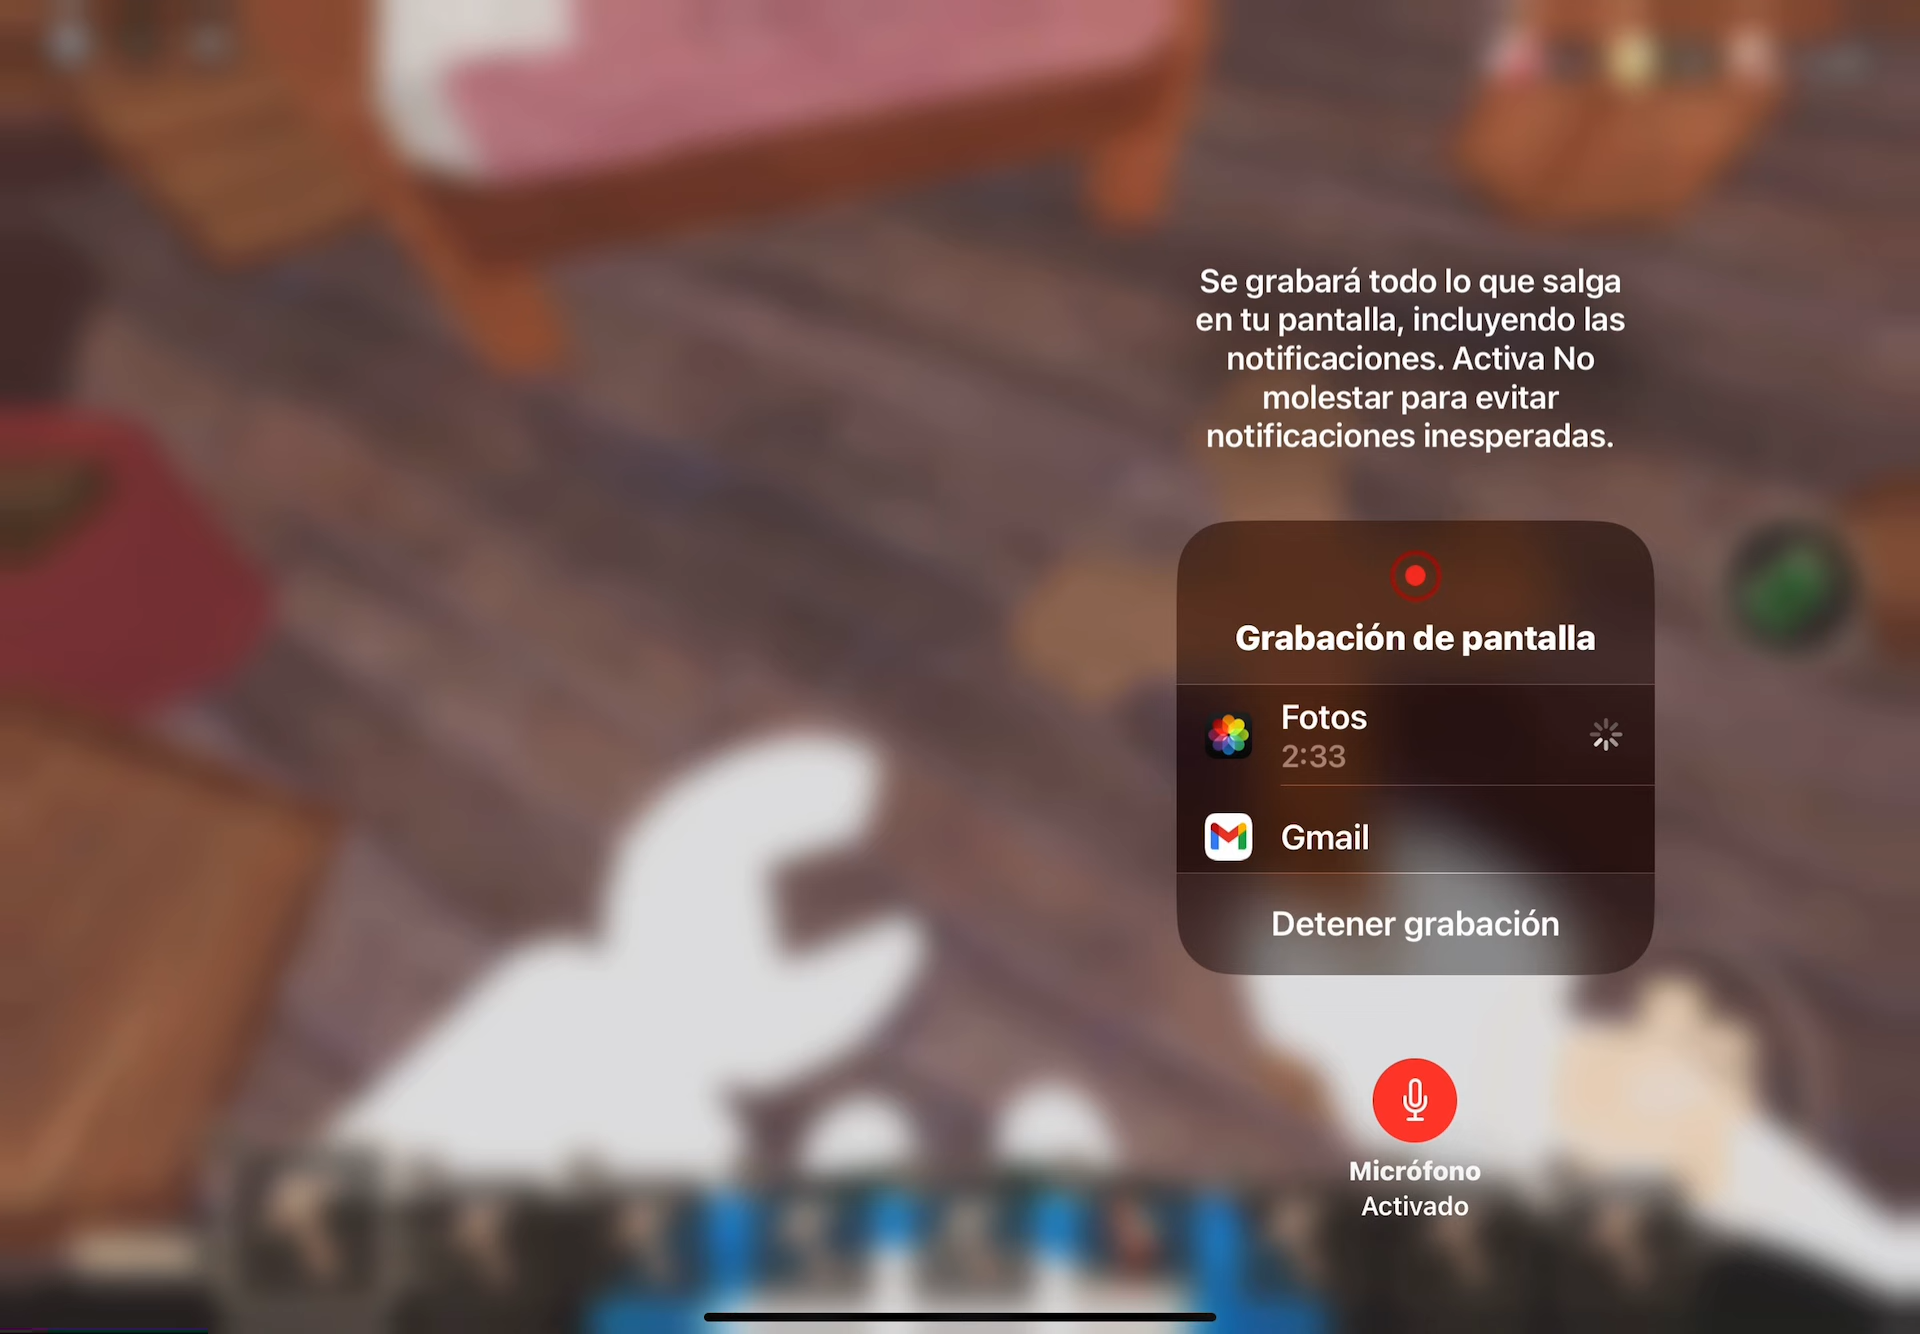 Se grabará todo lo que salga
en tu pantalla, incluyendo las
notificaciones. Activa No
molestar para evitar
notificaciones inesperadas.
Grabación de pantalla
Fotos
2:33
Gmail
Detener grabación
Micrófono
Activado